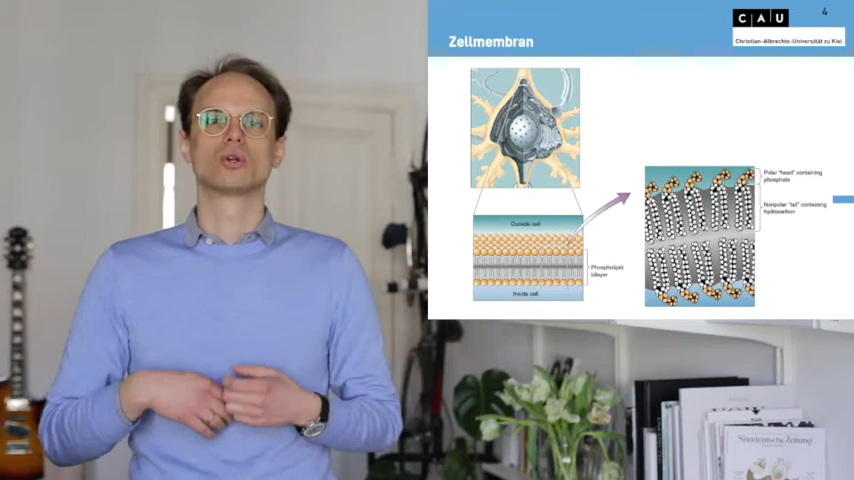 4
C A U
Christian-Albrechts-Universität zu Kiel
Zellmembran
Outside cell
Phospholipid
bilayer
Inside cell
Polar "head" containing
phosphate
Nonpolar "tail" containing
hydrocarbon
Süddeutsche Zeitung